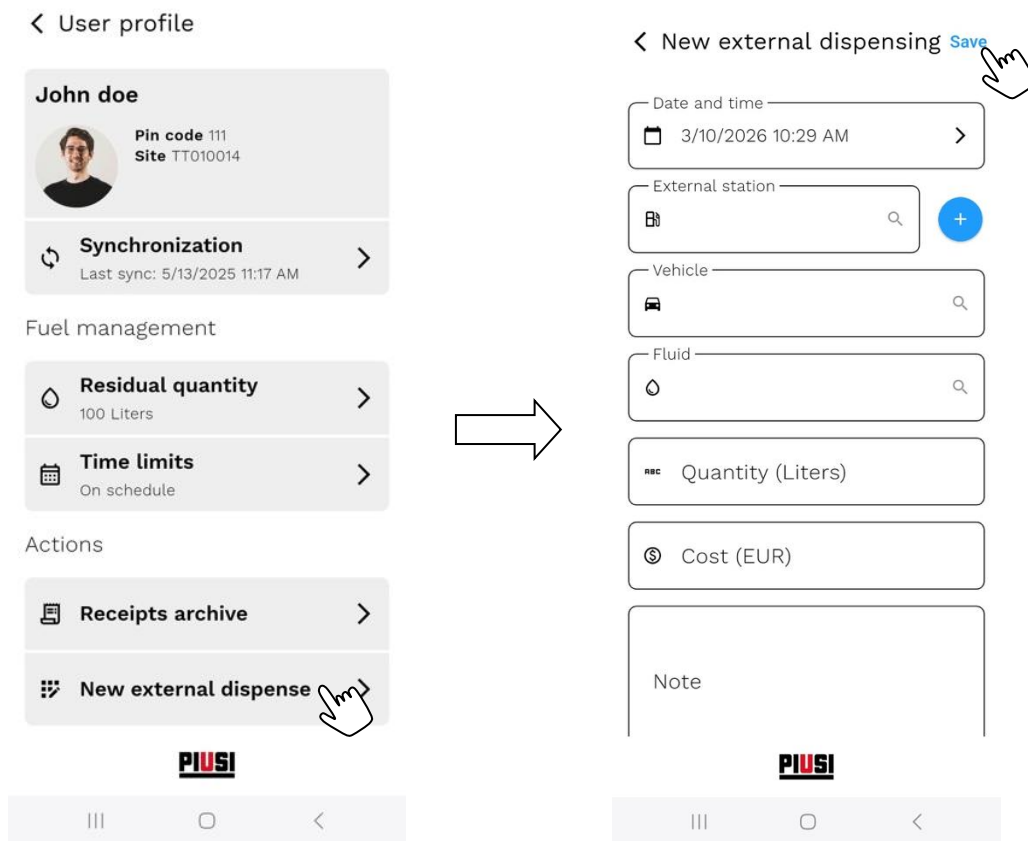 User profile
John doe
Pin code 111
Site TT010014
Synchronization
Last sync: 5/13/2025 11:17 AM
Fuel management
Residual quantity
100 Liters
Time limits
On schedule
Actions
Receipts archive
New external dispense
PIUSI
New external dispensing Save
Date and time
3/10/2026 10:29 AM
External station
+
Vehicle
Fluid
ABC Quantity (Liters)
Cost (EUR)
Note
PIUSI